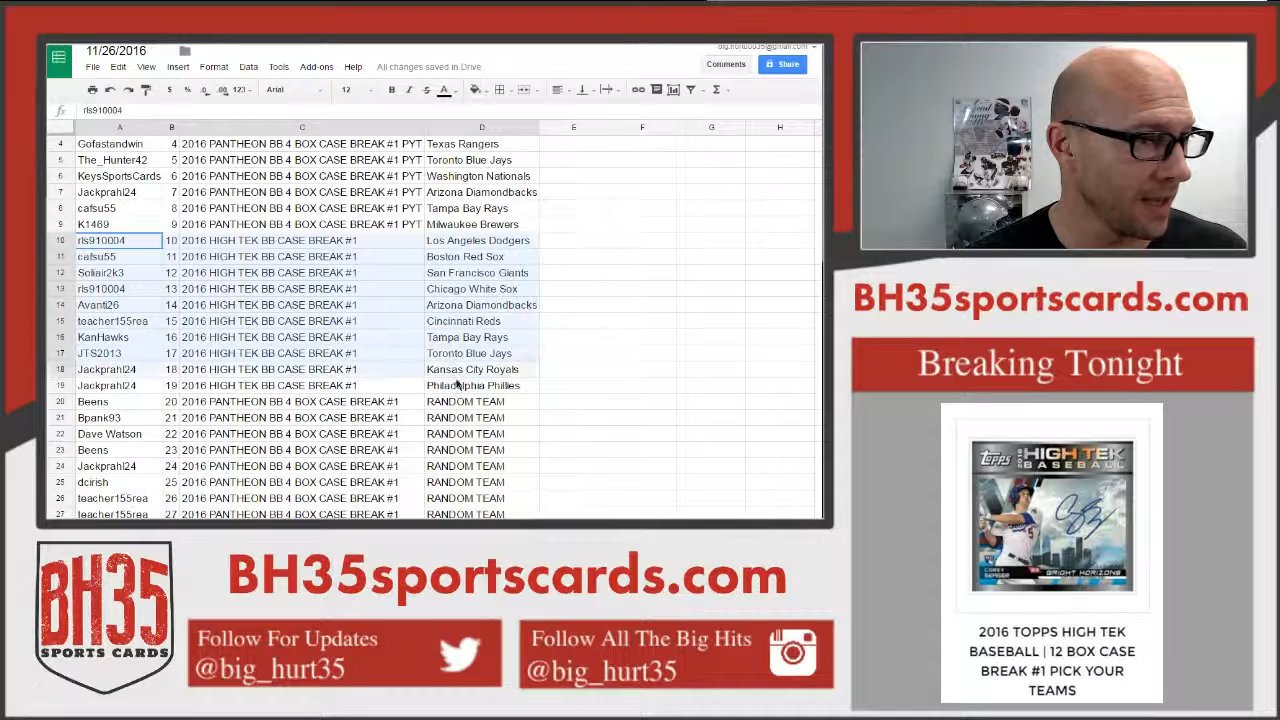 11/26/2016
File Edit View Insert Format Data Tools Add-ons Help All changes saved in Drive
Comments Share
$ % .0 .00 123 Arial 12 B I S A
fx rls910004
A B C D E F G H
4 Gofastandwin 4 2016 PANTHEON BB 4 BOX CASE BREAK #1 PYT Texas Rangers
5 The_Hunter42 5 2016 PANTHEON BB 4 BOX CASE BREAK #1 PYT Toronto Blue Jays
6 KeysSportsCards 6 2016 PANTHEON BB 4 BOX CASE BREAK #1 PYT Washington Nationals
7 Jackprahl24 7 2016 PANTHEON BB 4 BOX CASE BREAK #1 PYT Arizona Diamondbacks
8 cafsu55 8 2016 PANTHEON BB 4 BOX CASE BREAK #1 PYT Tampa Bay Rays
9 K1469 9 2016 PANTHEON BB 4 BOX CASE BREAK #1 PYT Milwaukee Brewers
10 rls910004 10 2016 HIGH TEK BB CASE BREAK #1 Los Angeles Dodgers
11 cafsu55 11 2016 HIGH TEK BB CASE BREAK #1 Boston Red Sox
12 Soliair2k3 12 2016 HIGH TEK BB CASE BREAK #1 San Francisco Giants
13 rls910004 13 2016 HIGH TEK BB CASE BREAK #1 Chicago White Sox
14 Avanti26 14 2016 HIGH TEK BB CASE BREAK #1 Arizona Diamondbacks
15 teacher155rea 15 2016 HIGH TEK BB CASE BREAK #1 Cincinnati Reds
16 KanHawks 16 2016 HIGH TEK BB CASE BREAK #1 Tampa Bay Rays
17 JTS2013 17 2016 HIGH TEK BB CASE BREAK #1 Toronto Blue Jays
18 Jackprahl24 18 2016 HIGH TEK BB CASE BREAK #1 Kansas City Royals
19 Jackprahl24 19 2016 HIGH TEK BB CASE BREAK #1 Philadelphia Phillies
20 Beens 20 2016 PANTHEON BB 4 BOX CASE BREAK #1 RANDOM TEAM
21 Bpank93 21 2016 PANTHEON BB 4 BOX CASE BREAK #1 RANDOM TEAM
22 Dave Watson 22 2016 PANTHEON BB 4 BOX CASE BREAK #1 RANDOM TEAM
23 Beens 23 2016 PANTHEON BB 4 BOX CASE BREAK #1 RANDOM TEAM
24 Jackprahl24 24 2016 PANTHEON BB 4 BOX CASE BREAK #1 RANDOM TEAM
25 dcirish 25 2016 PANTHEON BB 4 BOX CASE BREAK #1 RANDOM TEAM
26 teacher155rea 26 2016 PANTHEON BB 4 BOX CASE BREAK #1 RANDOM TEAM
27 teacher155rea 27 2016 PANTHEON BB 4 BOX CASE BREAK #1 RANDOM TEAM
BH35sportscards.com
Breaking Tonight
Topps 2016 HIGH TEK
BASEBALL
5
COREY
SEAGER
BRIGHT HORIZONS
2016 TOPPS HIGH TEK
BASEBALL | 12 BOX CASE
BREAK #1 PICK YOUR
TEAMS
BH35
SPORTS CARDS
BH35sportscards.com
Follow For Updates
@big_hurt35
Follow All The Big Hits
@big_hurt35